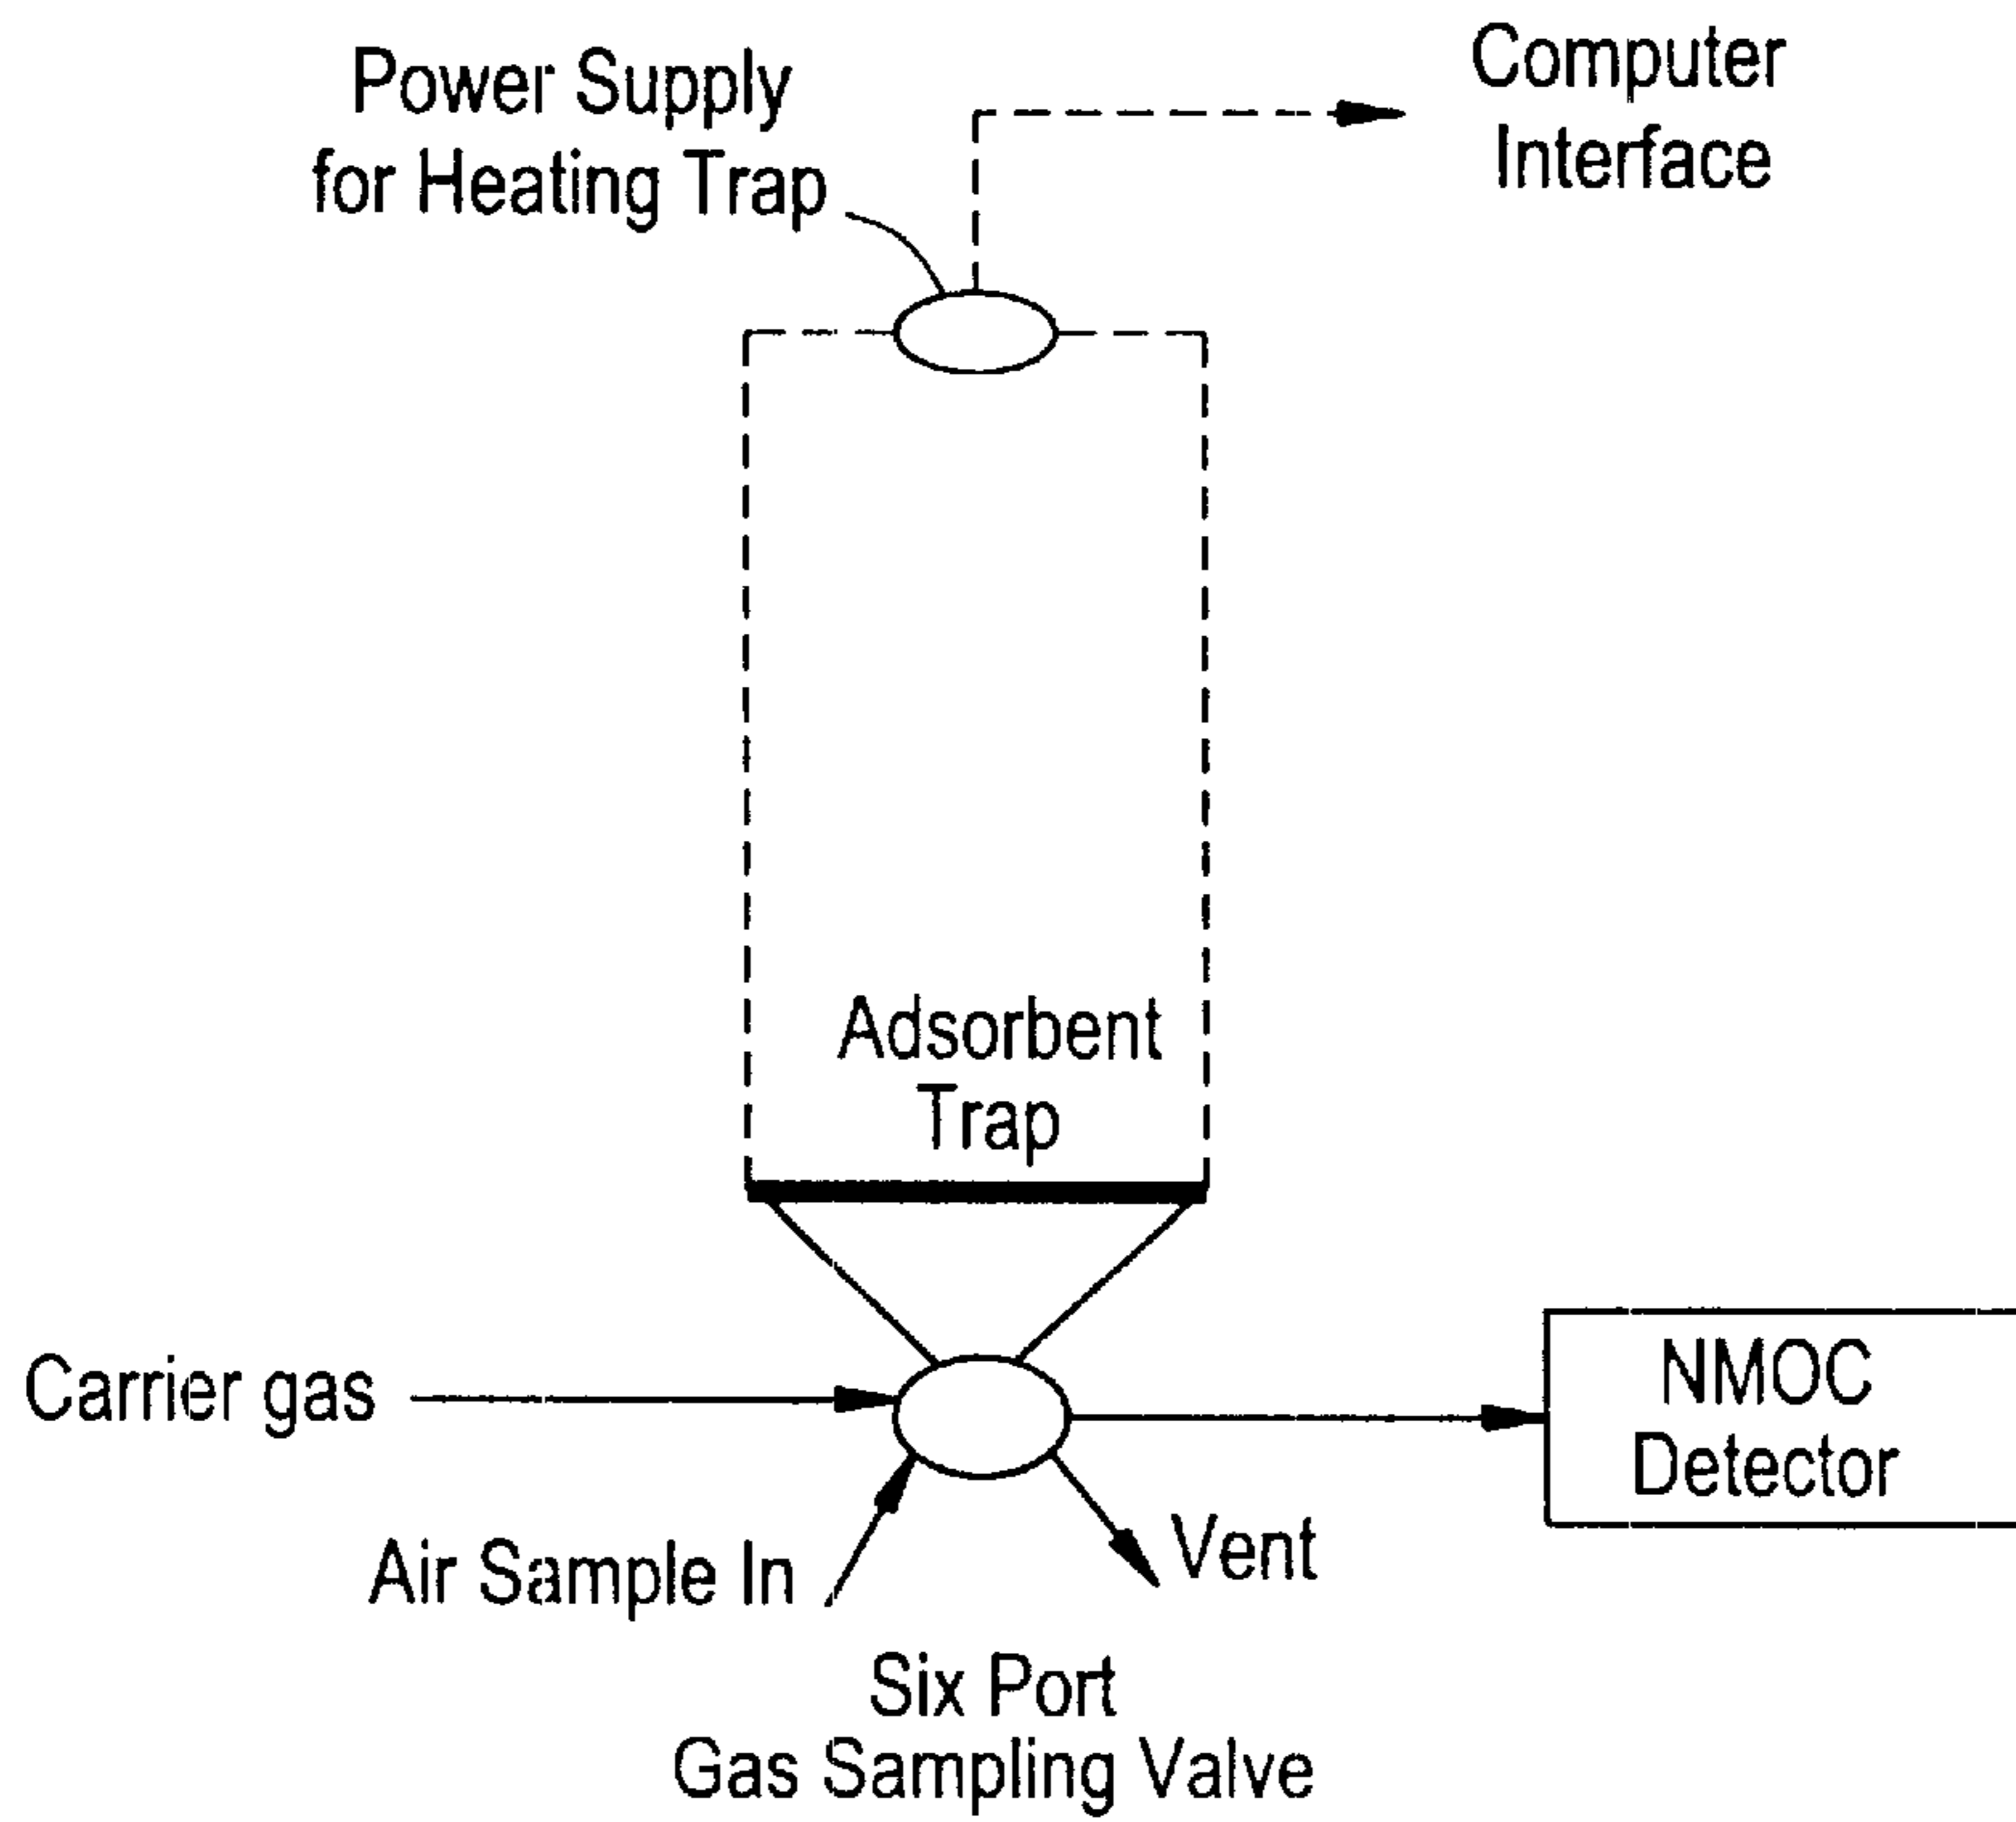 Power Supply
for Heating Trap
Computer
Interface
Adsorbent
Trap
Carrier gas
NMOC
Detector
Air Sample In
Vent
Six Port
Gas Sampling Valve